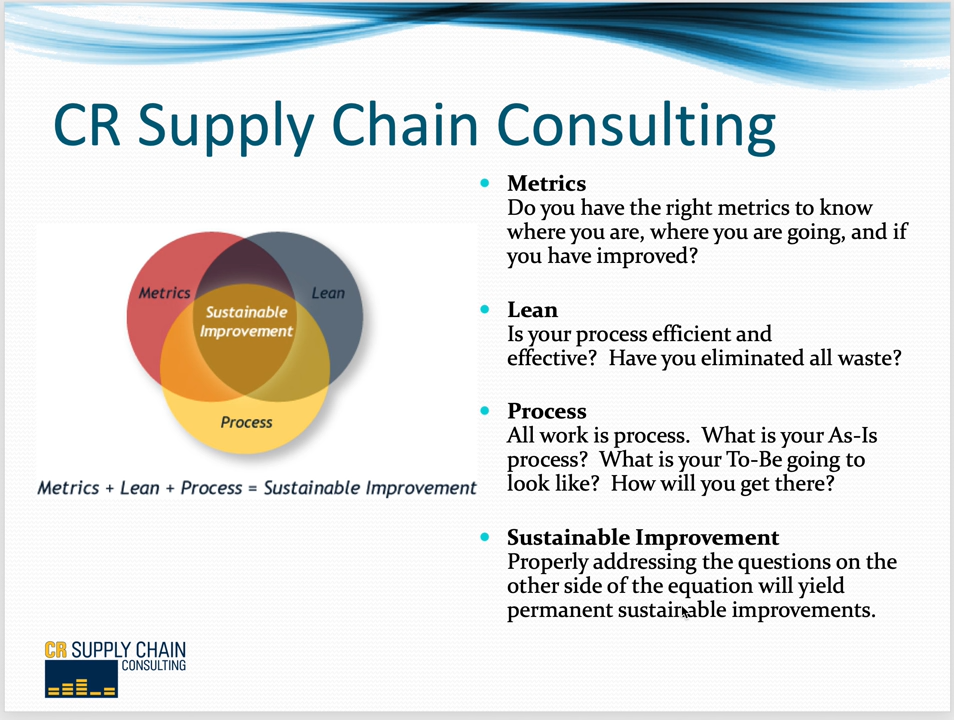 CR Supply Chain Consulting
Metrics
Lean
Sustainable
Improvement
Process
Metrics + Lean + Process = Sustainable Improvement
• Metrics
Do you have the right metrics to know
where you are, where you are going, and if
you have improved?
• Lean
Is your process efficient and
effective?  Have you eliminated all waste?
• Process
All work is process.  What is your As-Is
process?  What is your To-Be going to
look like?  How will you get there?
• Sustainable Improvement
Properly addressing the questions on the
other side of the equation will yield
permanent sustainable improvements.
CR SUPPLY CHAIN
CONSULTING